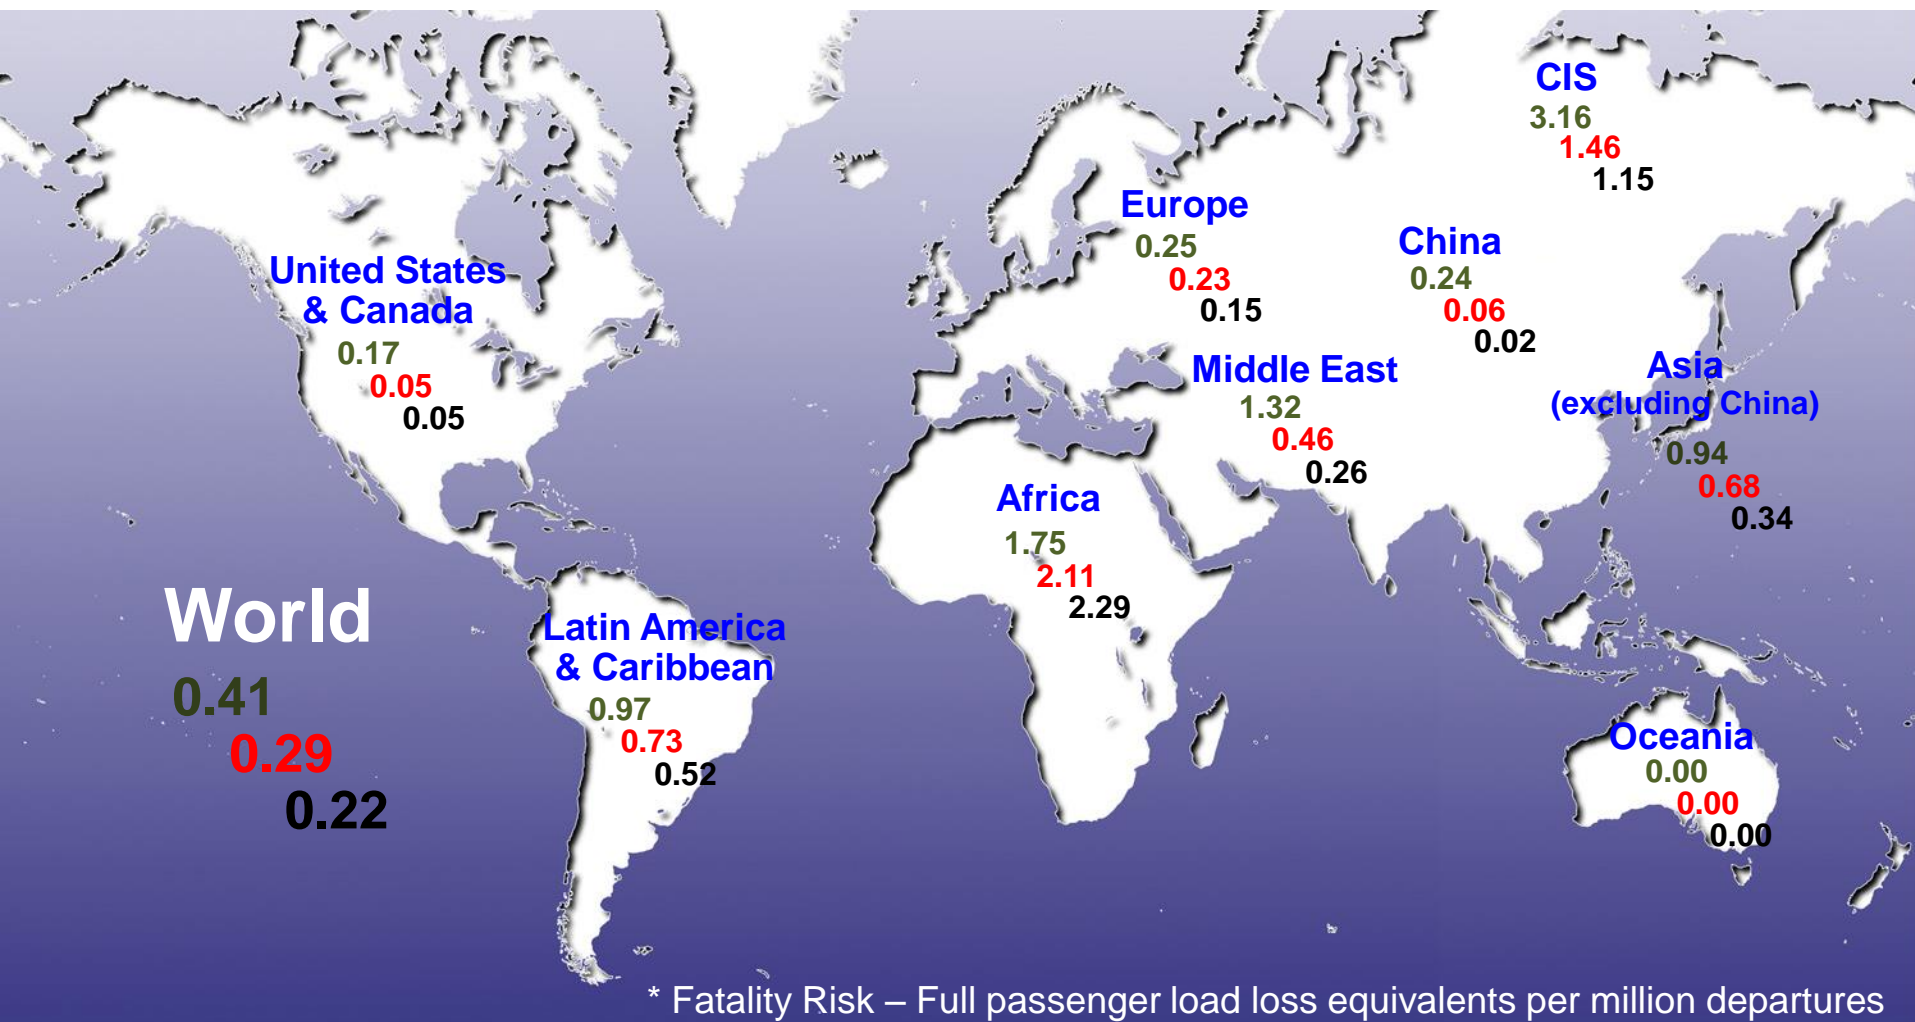 CIS
3.16
1.46
1.15
Europe
0.25
0.23
0.15
China
0.24
0.06
0.02
United States
& Canada
0.17
0.05
0.05
Middle East
1.32
0.46
0.26
Asia
(excluding China)
0.94
0.68
0.34
Africa
1.75
2.11
2.29
World
0.41
0.29
0.22
Latin America
& Caribbean
0.97
0.73
0.52
Oceania
0.00
0.00
0.00
* Fatality Risk – Full passenger load loss equivalents per million departures